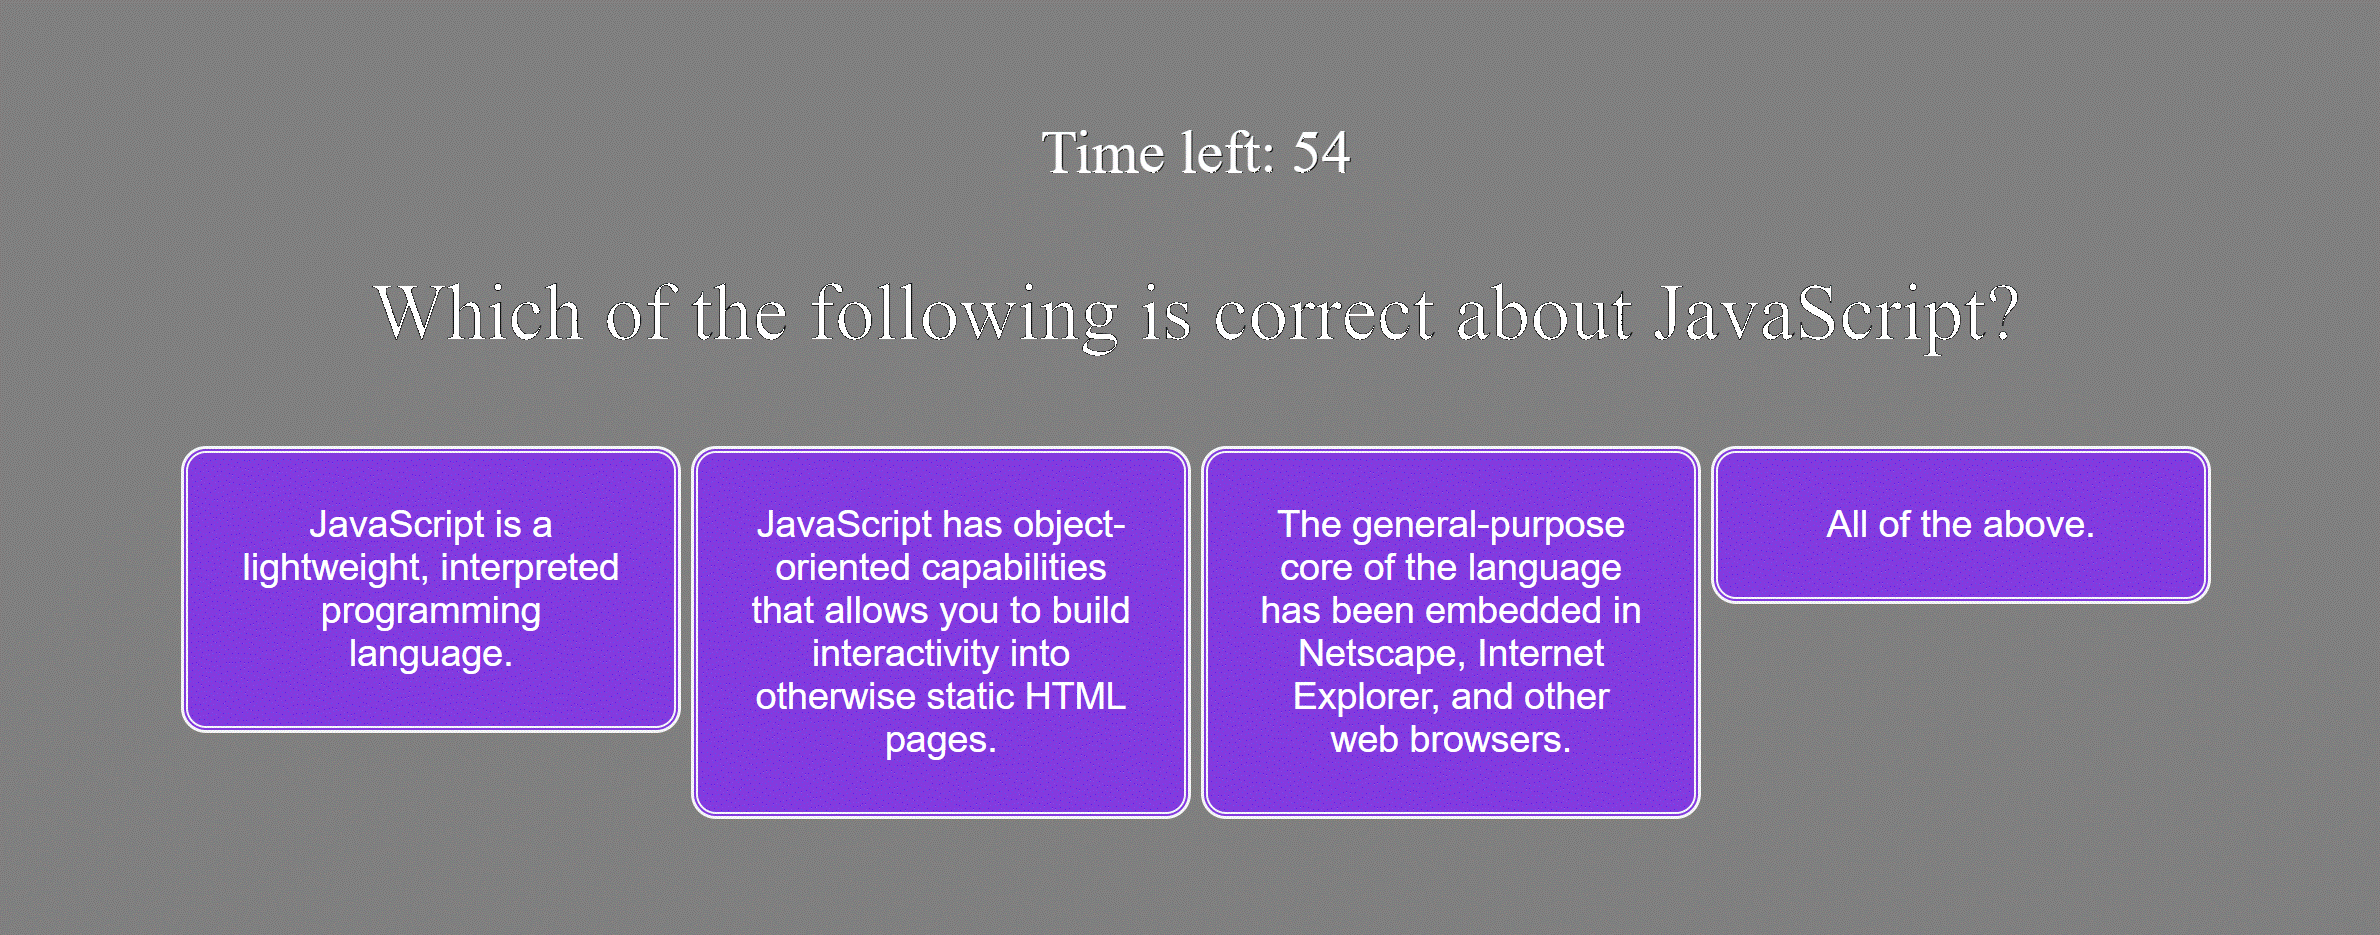 Time left: 54
Which of the following is correct about JavaScript?
JavaScript is a
lightweight, interpreted
programming
language.
JavaScript has object-
oriented capabilities
that allows you to build
interactivity into
otherwise static HTML
pages.
The general-purpose
core of the language
has been embedded in
Netscape, Internet
Explorer, and other
web browsers.
All of the above.